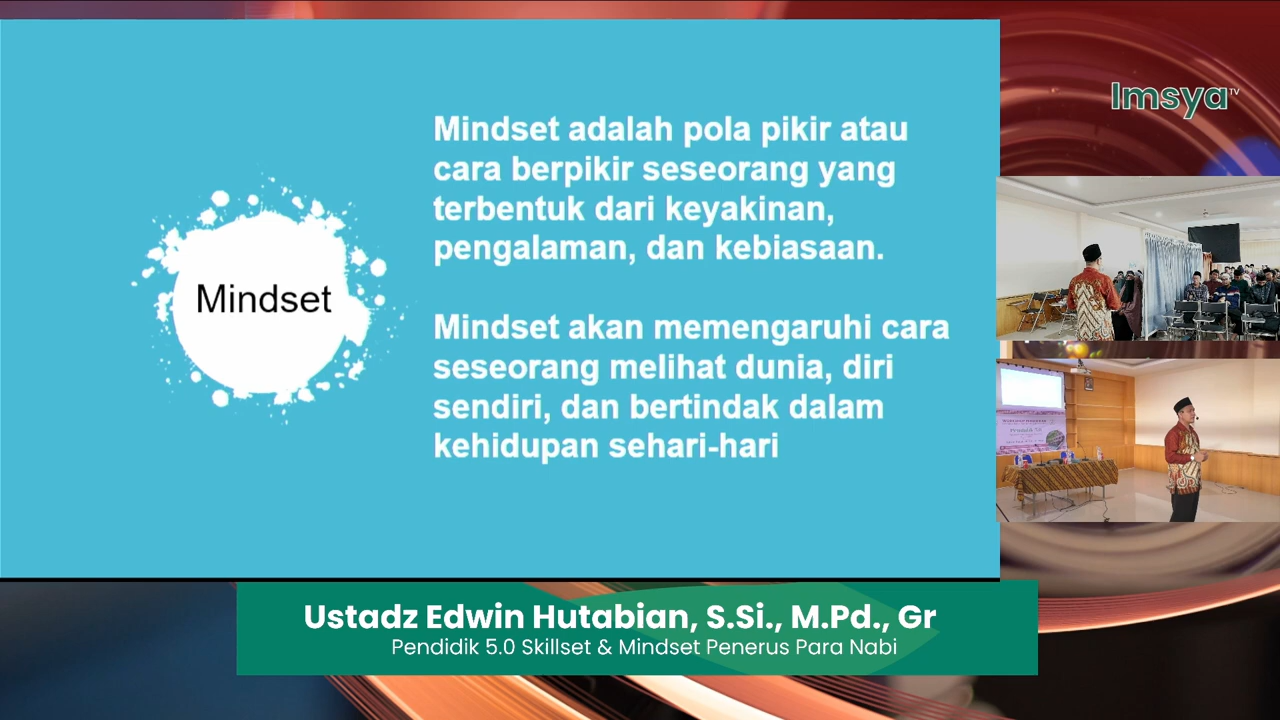 Imsya TV
Mindset
Mindset adalah pola pikir atau
cara berpikir seseorang yang
terbentuk dari keyakinan,
pengalaman, dan kebiasaan.
Mindset akan memengaruhi cara
seseorang melihat dunia, diri
sendiri, dan bertindak dalam
kehidupan sehari-hari
Ustadz Edwin Hutabian, S.Si., M.Pd., Gr
Pendidik 5.0 Skillset & Mindset Penerus Para Nabi